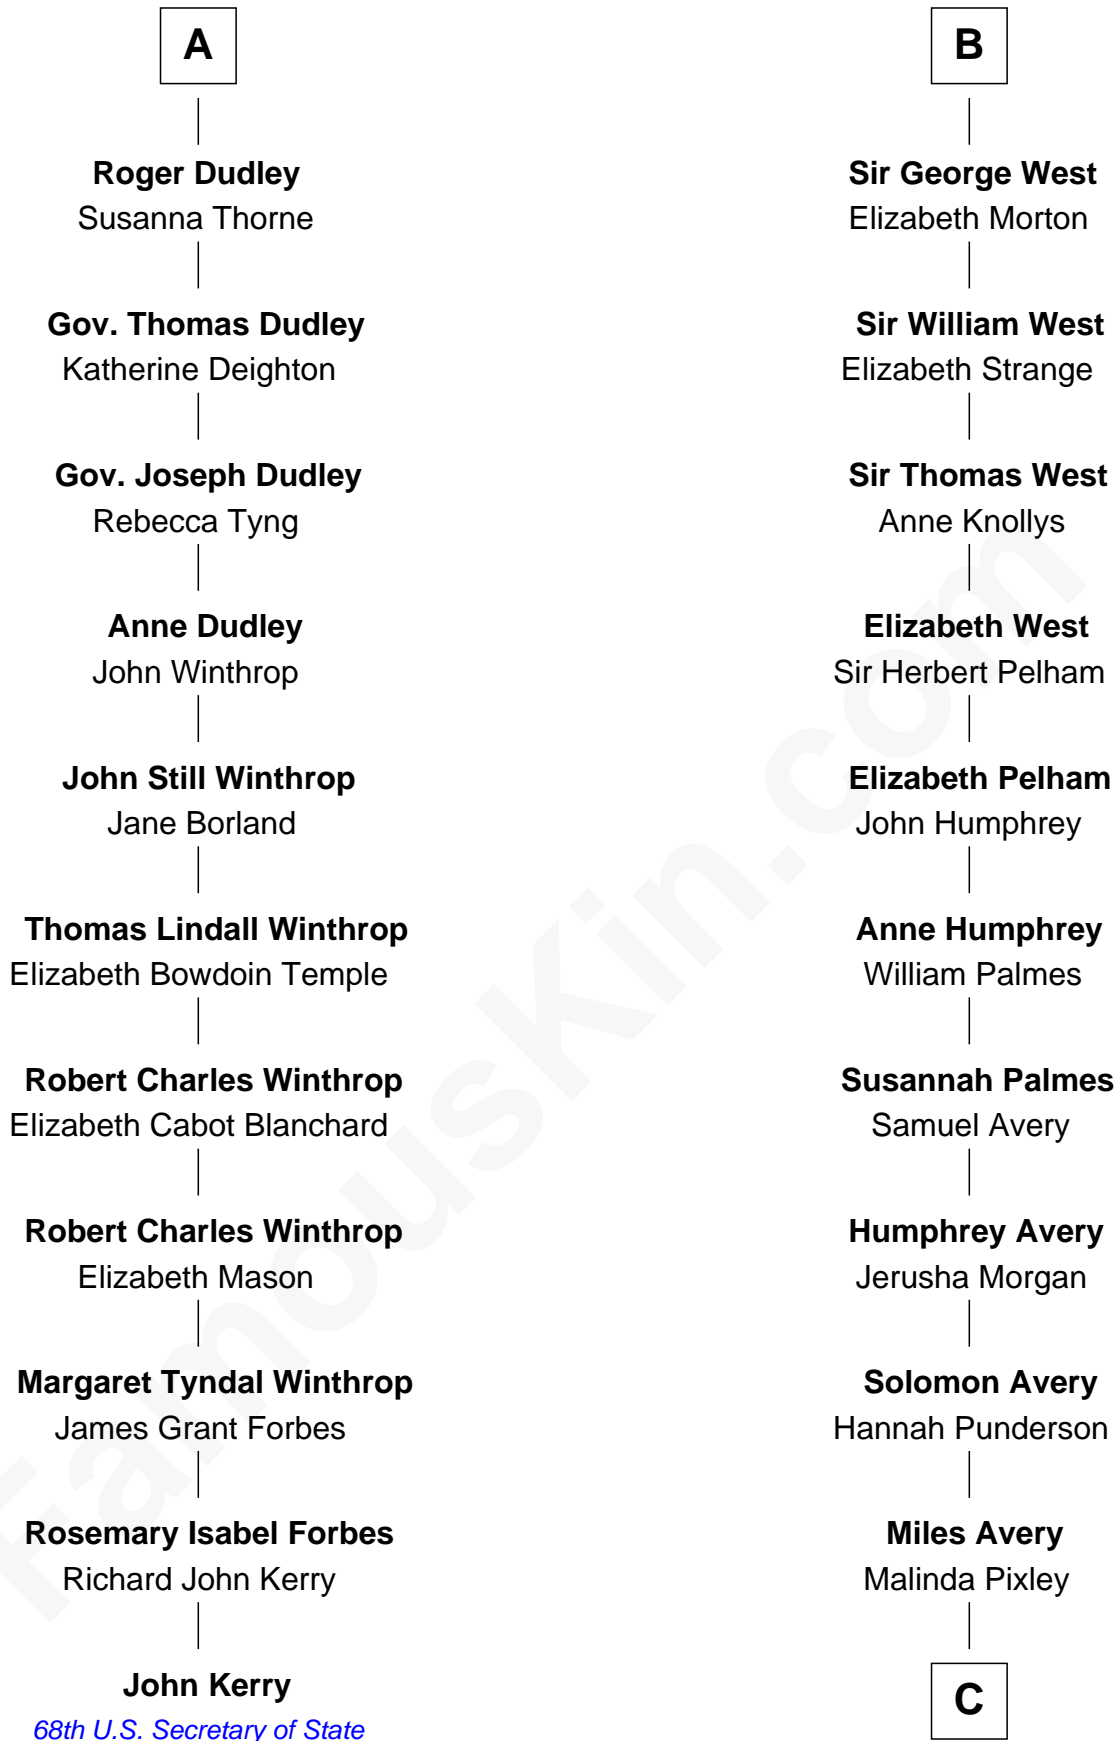 A
Roger Dudley
Susanna Thorne
Gov. Thomas Dudley
Katherine Deighton
Gov. Joseph Dudley
Rebecca Tyng
Anne Dudley
John Winthrop
John Still Winthrop
Jane Borland
Thomas Lindall Winthrop
Elizabeth Bowdoin Temple
Robert Charles Winthrop
Elizabeth Cabot Blanchard
Robert Charles Winthrop
Elizabeth Mason
Margaret Tyndal Winthrop
James Grant Forbes
Rosemary Isabel Forbes
Richard John Kerry
John Kerry
68th U.S. Secretary of State
B
Sir George West
Elizabeth Morton
Sir William West
Elizabeth Strange
Sir Thomas West
Anne Knollys
Elizabeth West
Sir Herbert Pelham
Elizabeth Pelham
John Humphrey
Anne Humphrey
William Palmes
Susannah Palmes
Samuel Avery
Humphrey Avery
Jerusha Morgan
Solomon Avery
Hannah Punderson
Miles Avery
Malinda Pixley
C
FamousKin.com